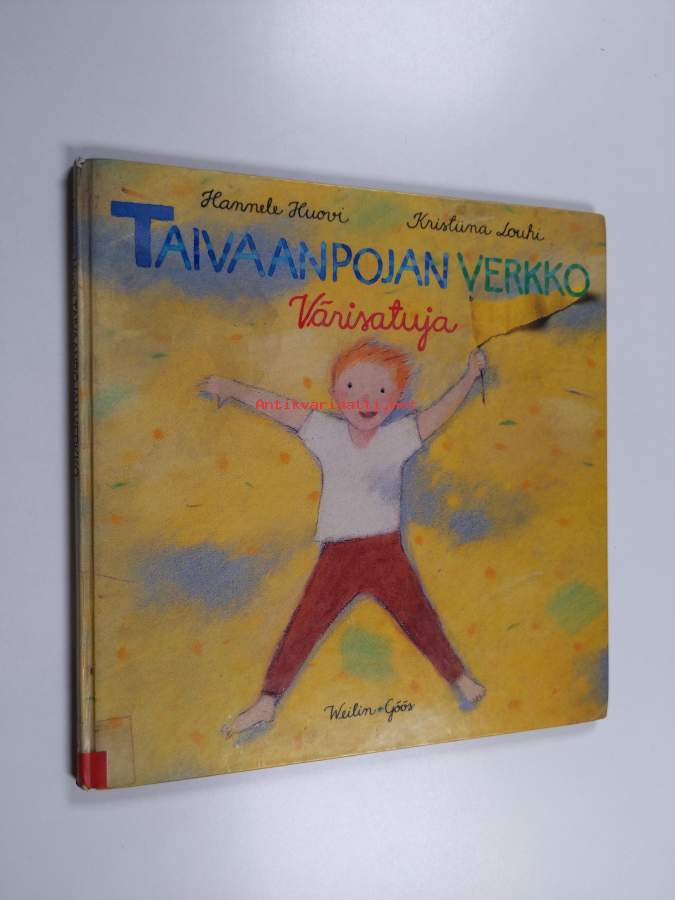 Hannele Huovi Kristiina Louhi
TAIVAANPOJAN VERKKO
Värisatuja
Antikvariaatti.net
Weilin+Göös